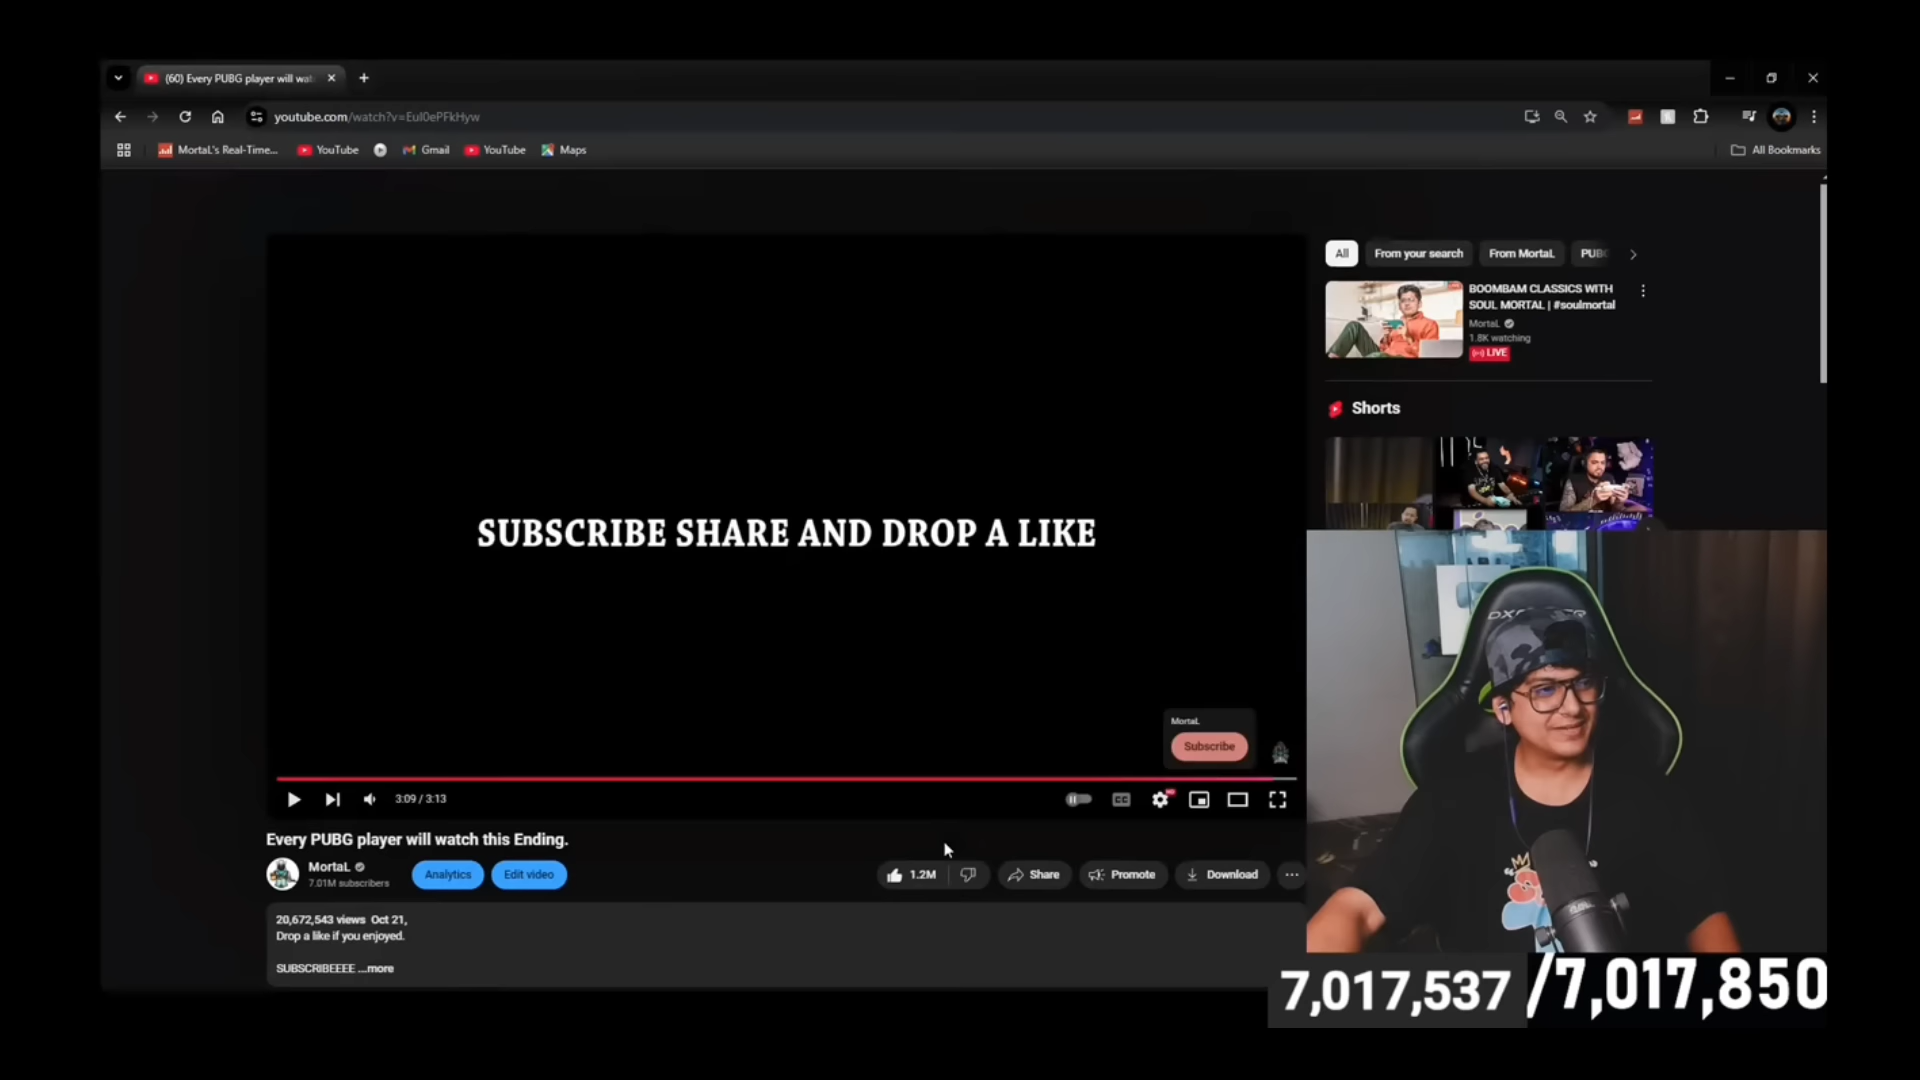 (60) Every PUBG player will wat
youtube.com/watch?v=Eul0ePFkHyw
MortaL's Real-Time...
YouTube
Gmail
YouTube
Maps
All Bookmarks
SUBSCRIBE SHARE AND DROP A LIKE
MortaL
Subscribe
3:09 / 3:13
CC
HD
Every PUBG player will watch this Ending.
MortaL
7.01M subscribers
Analytics
Edit video
1.2M
Share
Promote
Download
20,672,543 views Oct 21,
Drop a like if you enjoyed.
SUBSCRIBEEEE ...more
All
From your search
From MortaL
PUBG
BOOMBAM CLASSICS WITH
SOUL MORTAL | #soulmortal
MortaL
1.8K watching
LIVE
Shorts
7,017,537 /7,017,850